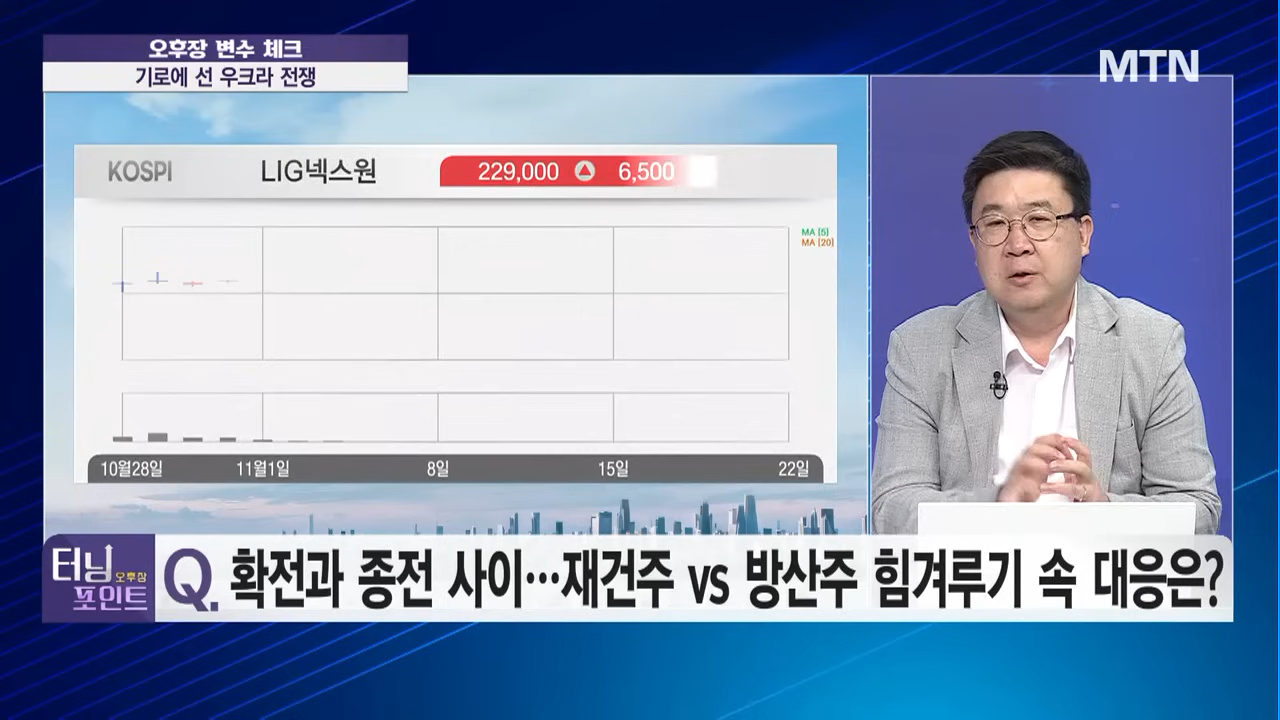 오후장 변수 체크
기로에 선 우크라 전쟁
MTN
KOSPI LIG넥스원 229,000 6,500
MA [5]
MA [20]
10월28일 11월1일 8일 15일 22일
터닝 오후장
포인트
Q. 확전과 종전 사이…재건주 vs 방산주 힘겨루기 속 대응은?